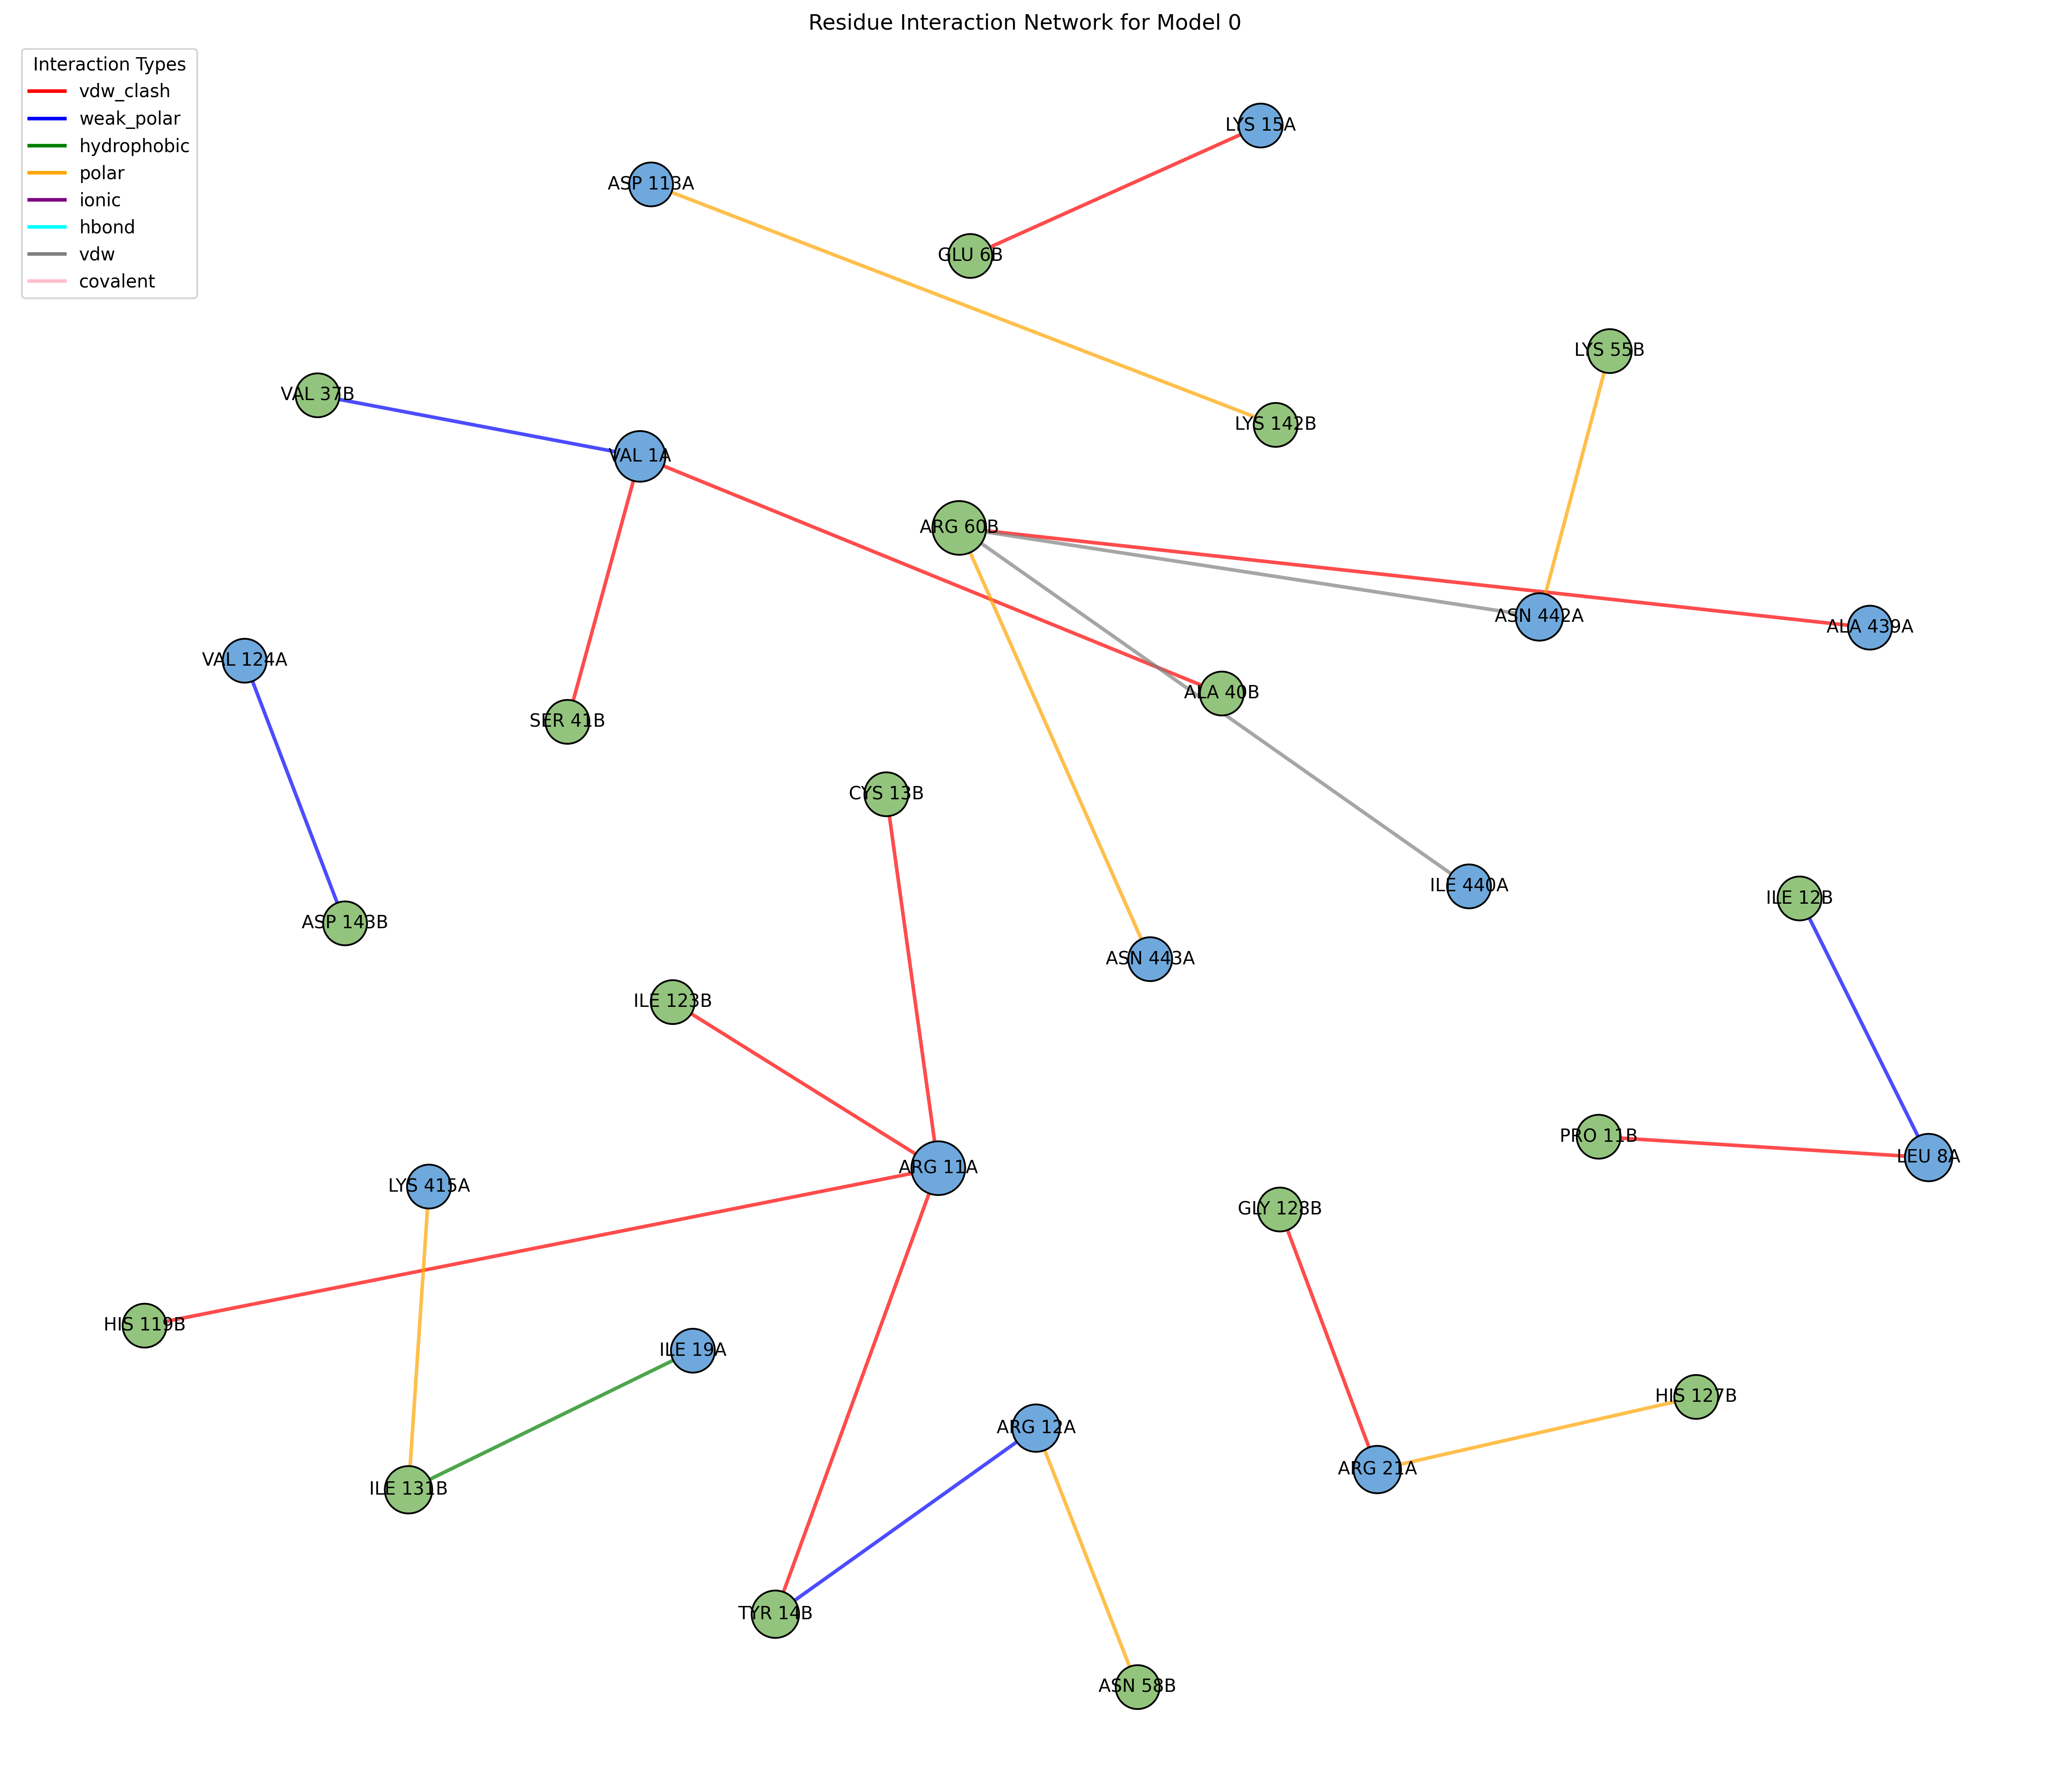 Residue Interaction Network for Model 0
Interaction Types
vdw_clash
weak_polar
hydrophobic
polar
ionic
hbond
vdw
covalent
LYS 15A
ASP 113A
GLU 6B
LYS 55B
VAL 37B
LYS 142B
VAL 1A
ARG 60B
ASN 442A
ALA 439A
VAL 124A
ALA 40B
SER 41B
CYS 13B
ILE 440A
ILE 12B
ASP 143B
ASN 443A
ILE 123B
PRO 11B
LEU 8A
ARG 11A
LYS 415A
GLY 128B
HIS 119B
ILE 19A
HIS 127B
ARG 12A
ARG 21A
ILE 131B
TYR 14B
ASN 58B